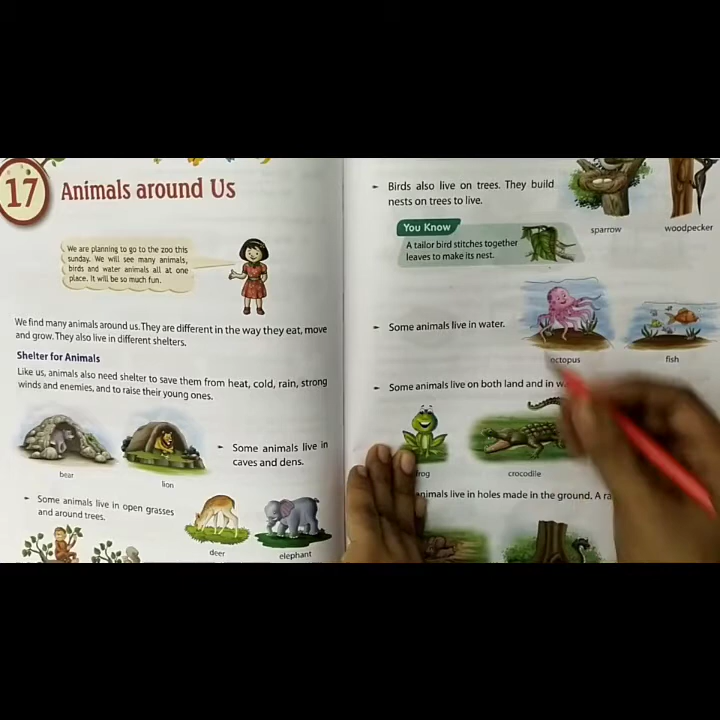 17 Animals around Us
We are planning to go to the zoo this
sunday. We will see many animals,
birds and water animals all at one
place. It will be so much fun.
We find many animals around us. They are different in the way they eat, move
and grow. They also live in different shelters.
Shelter for Animals
Like us, animals also need shelter to save them from heat, cold, rain, strong
winds and enemies, and to raise their young ones.
bear
lion
Some animals live in
caves and dens.
Some animals live in open grasses
and around trees.
deer
elephant
Birds also live on trees. They build
nests on trees to live.
sparrow
woodpecker
You Know
A tailor bird stitches together
leaves to make its nest.
Some animals live in water.
octopus
fish
Some animals live on both land and in
frog
crocodile
animals live in holes made in the ground. A